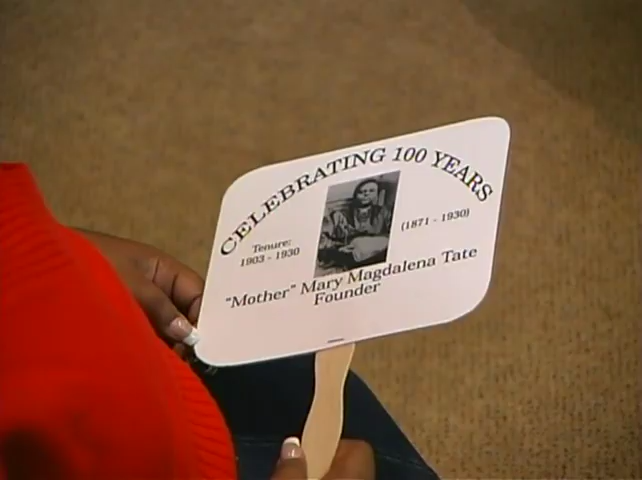 CELEBRATING 100 YEARS
Tenure:
1903 - 1930
(1871 - 1930)
"Mother" Mary Magdalena Tate
Founder